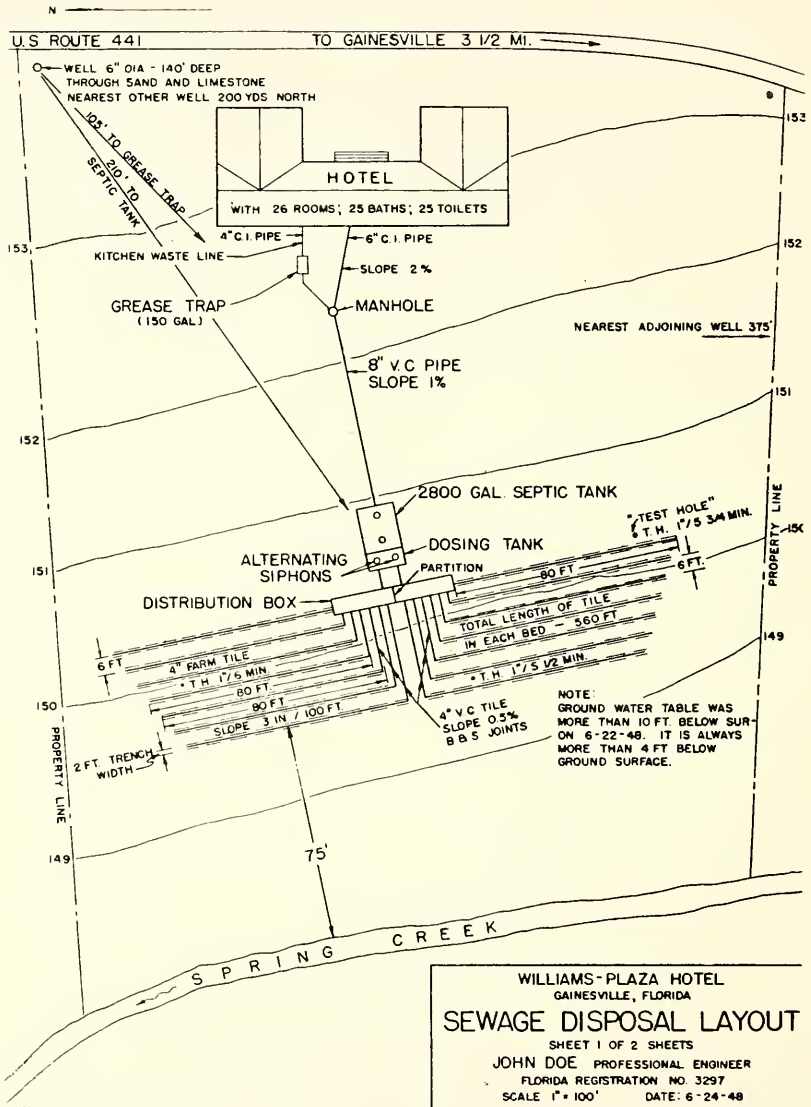 N
U.S ROUTE 441 TO GAINESVILLE 3 1/2 MI.
WELL 6" DIA - 140' DEEP
THROUGH SAND AND LIMESTONE
NEAREST OTHER WELL 200 YDS NORTH
105' TO GREASE TRAP
210' TO
SEPTIC TANK
153
HOTEL
WITH 26 ROOMS; 25 BATHS; 25 TOILETS
4" C.I. PIPE
6" C.I. PIPE
153
KITCHEN WASTE LINE
SLOPE 2 %
152
GREASE TRAP
(150 GAL)
MANHOLE
NEAREST ADJOINING WELL 375'
8" V.C PIPE
SLOPE 1%
151
152
2800 GAL. SEPTIC TANK
"TEST HOLE"
* T.H. 1"/5 3/4 MIN.
150
PROPERTY LINE
151
ALTERNATING
SIPHONS
DOSING TANK
PARTITION
80 FT
6 FT.
DISTRIBUTION BOX
TOTAL LENGTH OF TILE
IN EACH BED - 560 FT
149
6 FT
4" FARM TILE
* T.H. 1"/6 MIN.
80 FT.
80 FT.
SLOPE 3 IN / 100 FT.
* T.H. 1"/5 1/2 MIN.
150
4" V C TILE
SLOPE 0.5%
B & S JOINTS
NOTE:
GROUND WATER TABLE WAS
MORE THAN 10 FT. BELOW SUR-
ON 6-22-48. IT IS ALWAYS
MORE THAN 4 FT BELOW
GROUND SURFACE.
PROPERTY LINE
2 FT. TRENCH
WIDTH
149
75'
SPRING CREEK
WILLIAMS-PLAZA HOTEL
GAINESVILLE, FLORIDA
SEWAGE DISPOSAL LAYOUT
SHEET 1 OF 2 SHEETS
JOHN DOE PROFESSIONAL ENGINEER
FLORIDA REGISTRATION NO. 3297
SCALE 1" = 100' DATE: 6-24-48